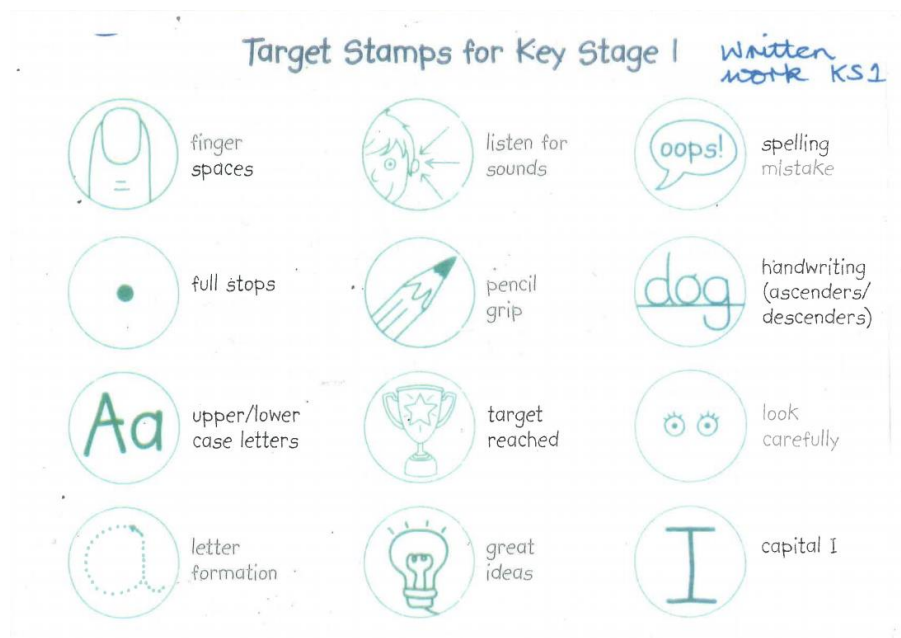 Target Stamps for Key Stage 1
Written
work KS1
finger
spaces
listen for
sounds
oops!
spelling
mistake
full stops
pencil
grip
dog
handwriting
(ascenders/
descenders)
Aa
upper/lower
case letters
target
reached
look
carefully
a
letter
formation
great
ideas
I
capital I